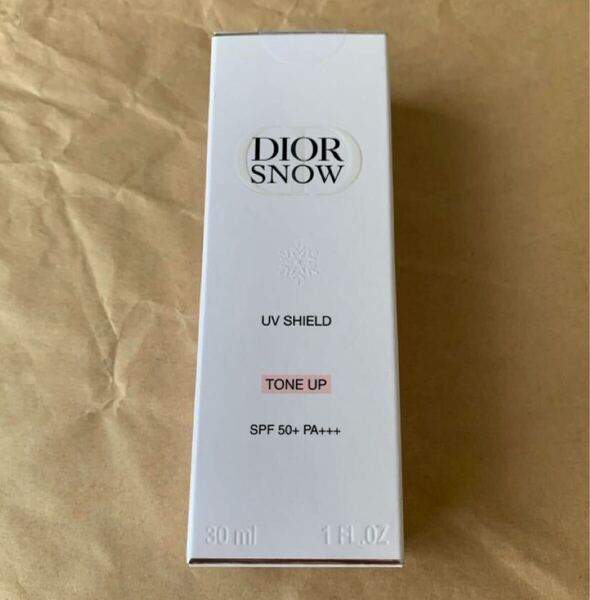 DIOR
SNOW
UV SHIELD
TONE UP
SPF 50+ PA+++
30 ml 1 FL.OZ